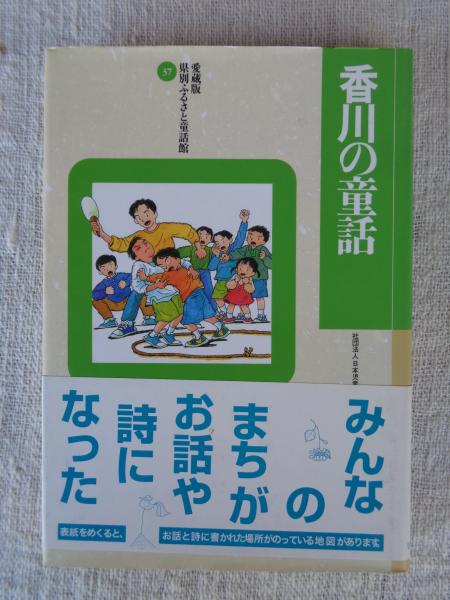 香川の童話
愛蔵版
県別ふるさと童話館
37
社団法人 日本児童
みんな
の
まちが
お話や
詩に
なった
表紙をめくると、
お話と詩に書かれた場所がのっている地図があります。